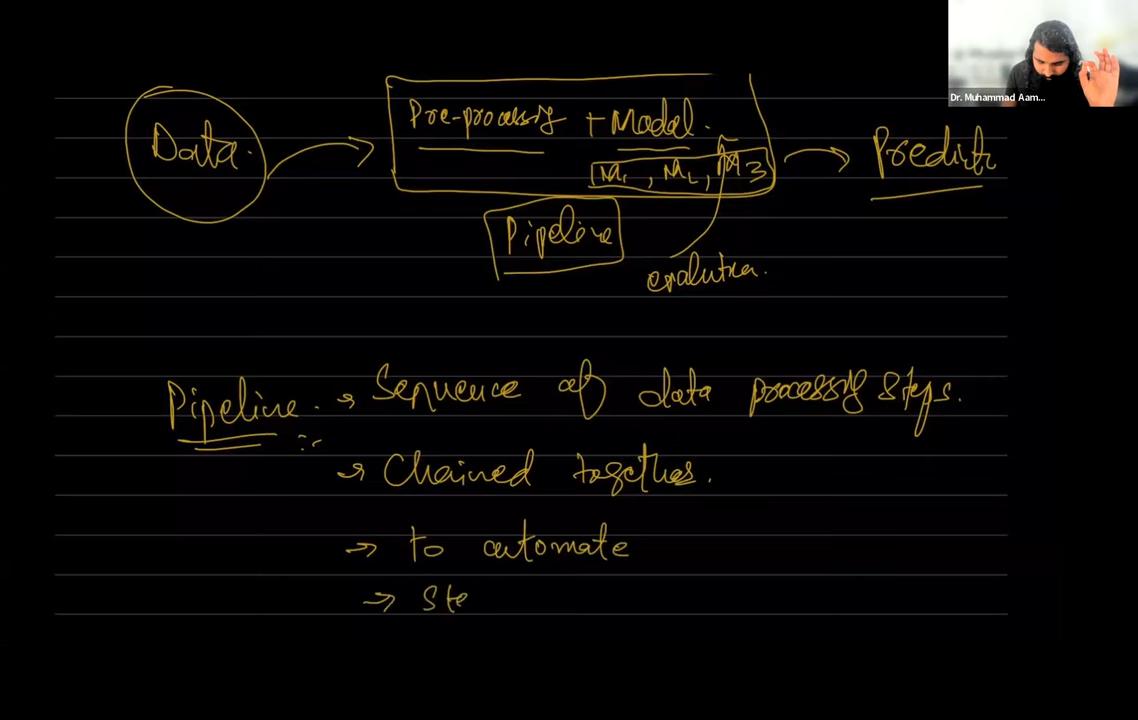 Dr. Muhammad Aam...
Data.
Pre-processing + Model.
M1, M2, M3
Predict
Pipeline
evalution.
Pipeline. → Sequence of data processing steps.
→ Chained together.
→ to automate
→ Ste